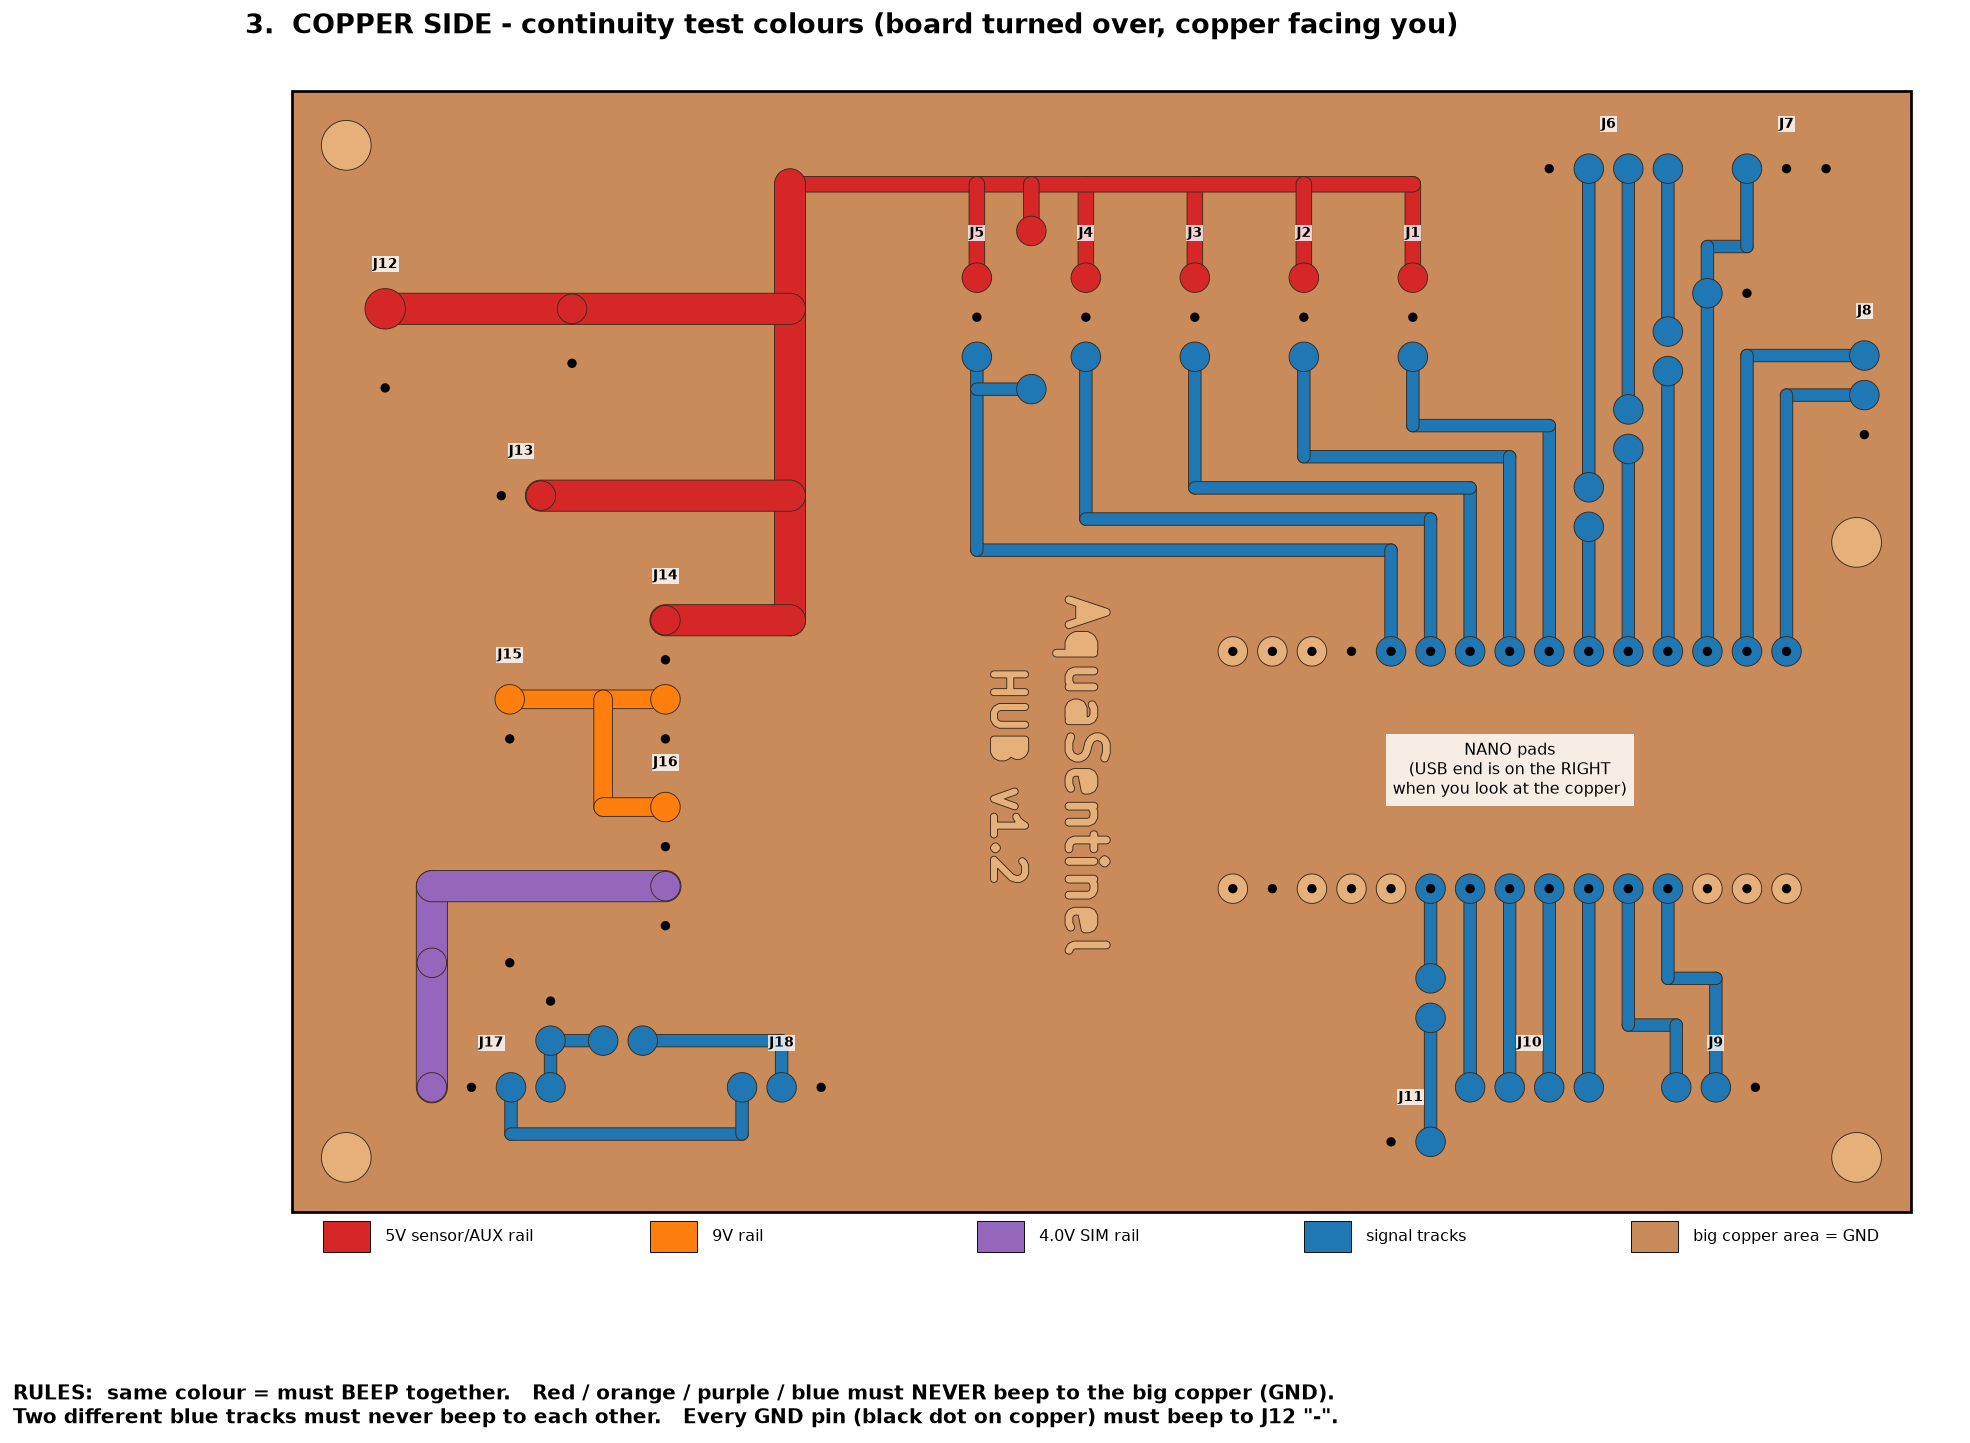 3.  COPPER SIDE - continuity test colours (board turned over, copper facing you)
J6
J7
J5
J4
J3
J2
J1
J12
J8
J13
J14
J15
AquaSentinel
HUB v1.2
NANO pads
(USB end is on the RIGHT
when you look at the copper)
J16
J17
J18
J10
J9
J11
5V sensor/AUX rail
9V rail
4.0V SIM rail
signal tracks
big copper area = GND
RULES:  same colour = must BEEP together.   Red / orange / purple / blue must NEVER beep to the big copper (GND).
Two different blue tracks must never beep to each other.   Every GND pin (black dot on copper) must beep to J12 "-".